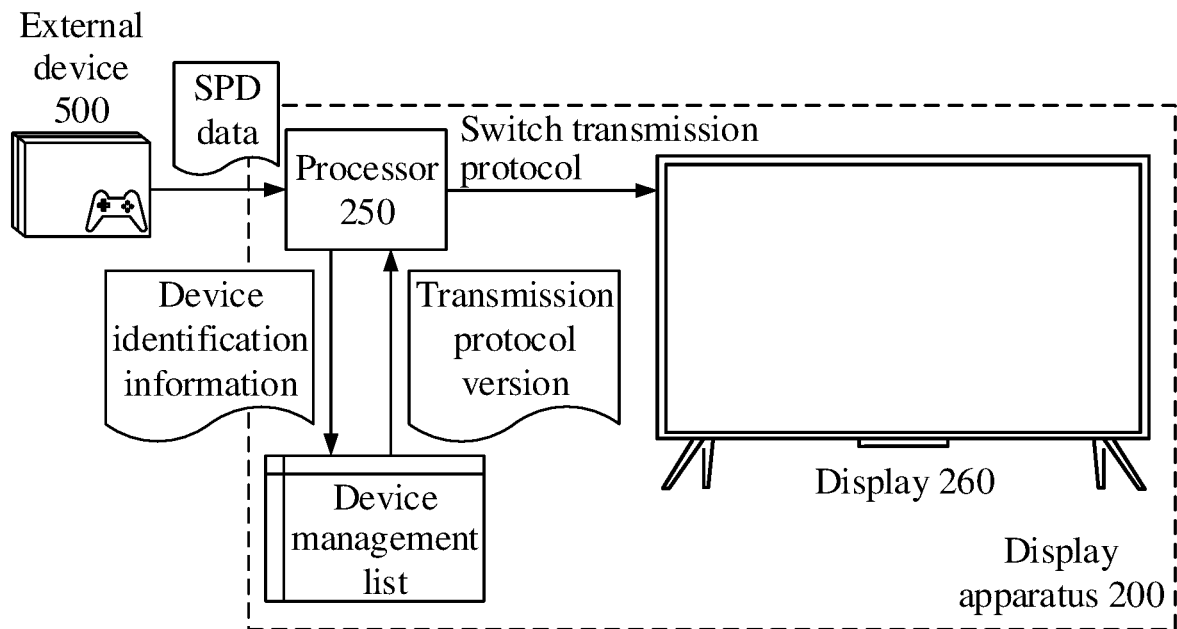 External
device
500
SPD
data
Processor
250
Switch transmission
protocol
Device
identification
information
Transmission
protocol
version
Device
management
list
Display 260
Display
apparatus 200